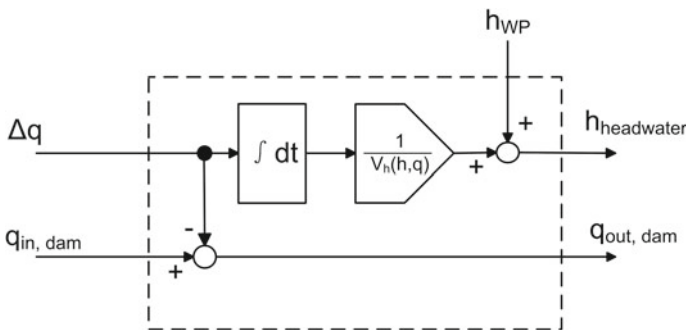 h_WP
+
h_headwater
Δq
∫ dt
1
V_h(h,q)
+
-
q_in, dam
+
q_out, dam